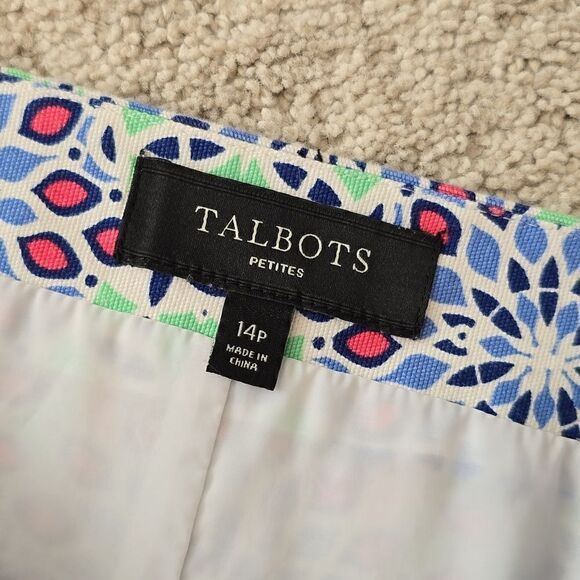 TALBOTS
PETITES
14P
MADE IN
CHINA